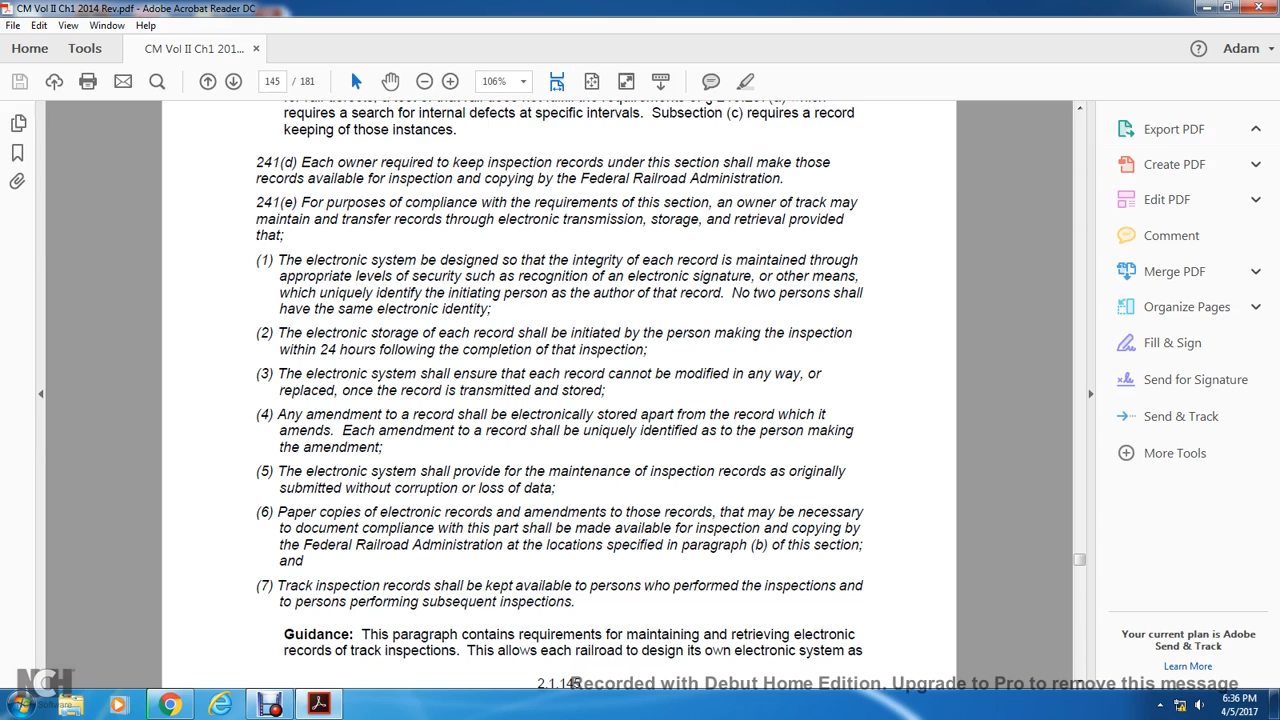 CM Vol II Ch1 2014 Rev.pdf - Adobe Acrobat Reader DC
File Edit View Window Help
Home Tools CM Vol II Ch1 201... × ? Adam
145 / 181 106%
requires a search for internal defects at specific intervals. Subsection (c) requires a record
keeping of those instances.
241(d) Each owner required to keep inspection records under this section shall make those
records available for inspection and copying by the Federal Railroad Administration.
241(e) For purposes of compliance with the requirements of this section, an owner of track may
maintain and transfer records through electronic transmission, storage, and retrieval provided
that;
(1) The electronic system be designed so that the integrity of each record is maintained through
appropriate levels of security such as recognition of an electronic signature, or other means,
which uniquely identify the initiating person as the author of that record. No two persons shall
have the same electronic identity;
(2) The electronic storage of each record shall be initiated by the person making the inspection
within 24 hours following the completion of that inspection;
(3) The electronic system shall ensure that each record cannot be modified in any way, or
replaced, once the record is transmitted and stored;
(4) Any amendment to a record shall be electronically stored apart from the record which it
amends. Each amendment to a record shall be uniquely identified as to the person making
the amendment;
(5) The electronic system shall provide for the maintenance of inspection records as originally
submitted without corruption or loss of data;
(6) Paper copies of electronic records and amendments to those records, that may be necessary
to document compliance with this part shall be made available for inspection and copying by
the Federal Railroad Administration at the locations specified in paragraph (b) of this section;
and
(7) Track inspection records shall be kept available to persons who performed the inspections and
to persons performing subsequent inspections.
Guidance: This paragraph contains requirements for maintaining and retrieving electronic
records of track inspections. This allows each railroad to design its own electronic system as
2.1.145
Export PDF
Create PDF
Edit PDF
Comment
Merge PDF
Organize Pages
Fill & Sign
Send for Signature
Send & Track
More Tools
Your current plan is Adobe
Send & Track
Learn More
Recorded with Debut Home Edition. Upgrade to Pro to remove this message
NCH
Software
6:36 PM
4/5/2017